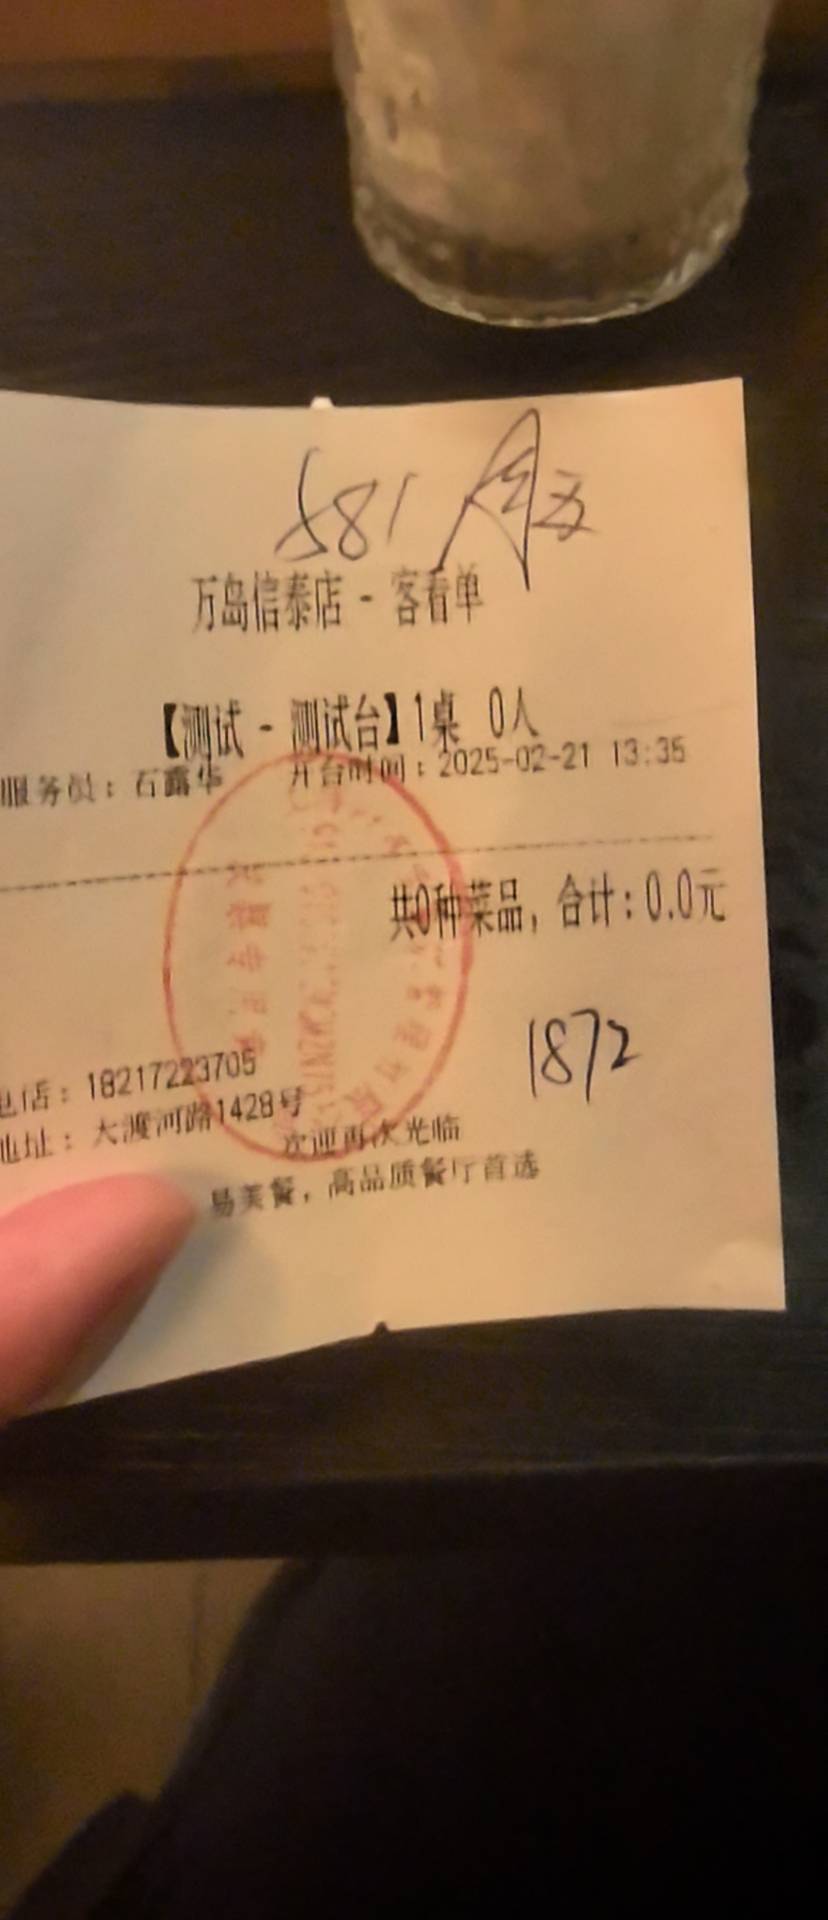 581
万岛信泰店 - 客看单
【测试 - 测试台】1桌 0人
服务员：石露华 开台时间：2025-02-21 13:35
共0种菜品，合计：0.0元
1872
电话：18217223705
地址：大渡河路1428号
欢迎再次光临
易美餐，高品质餐厅首选